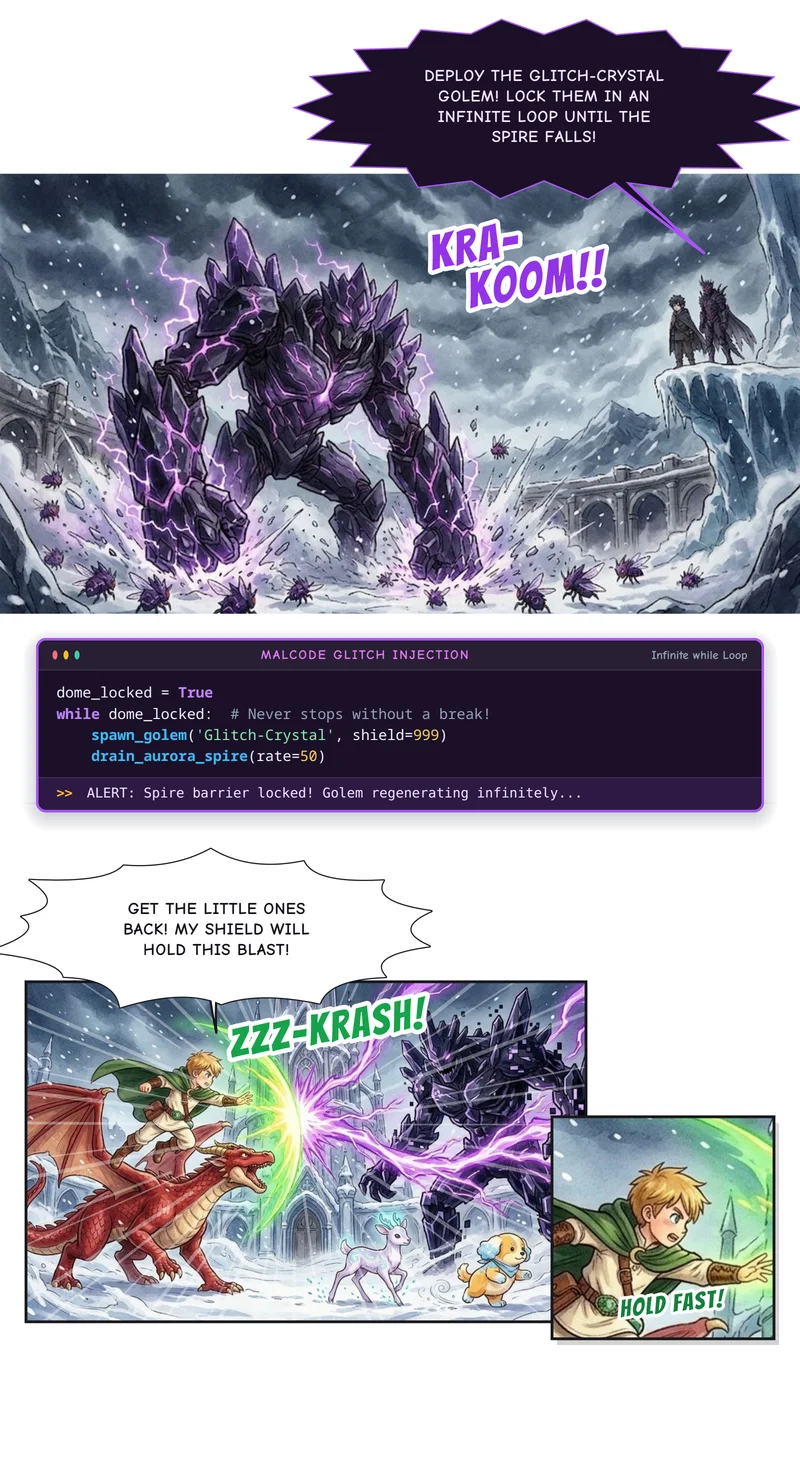 DEPLOY THE GLITCH-CRYSTAL
GOLEM! LOCK THEM IN AN
INFINITE LOOP UNTIL THE
SPIRE FALLS!
KRA-
KOOM!!
MALCODE GLITCH INJECTION
Infinite while Loop
dome_locked = True
while dome_locked:  # Never stops without a break!
    spawn_golem('Glitch-Crystal', shield=999)
    drain_aurora_spire(rate=50)
>> ALERT: Spire barrier locked! Golem regenerating infinitely...
GET THE LITTLE ONES
BACK! MY SHIELD WILL
HOLD THIS BLAST!
ZZZ-KRASH!
HOLD FAST!